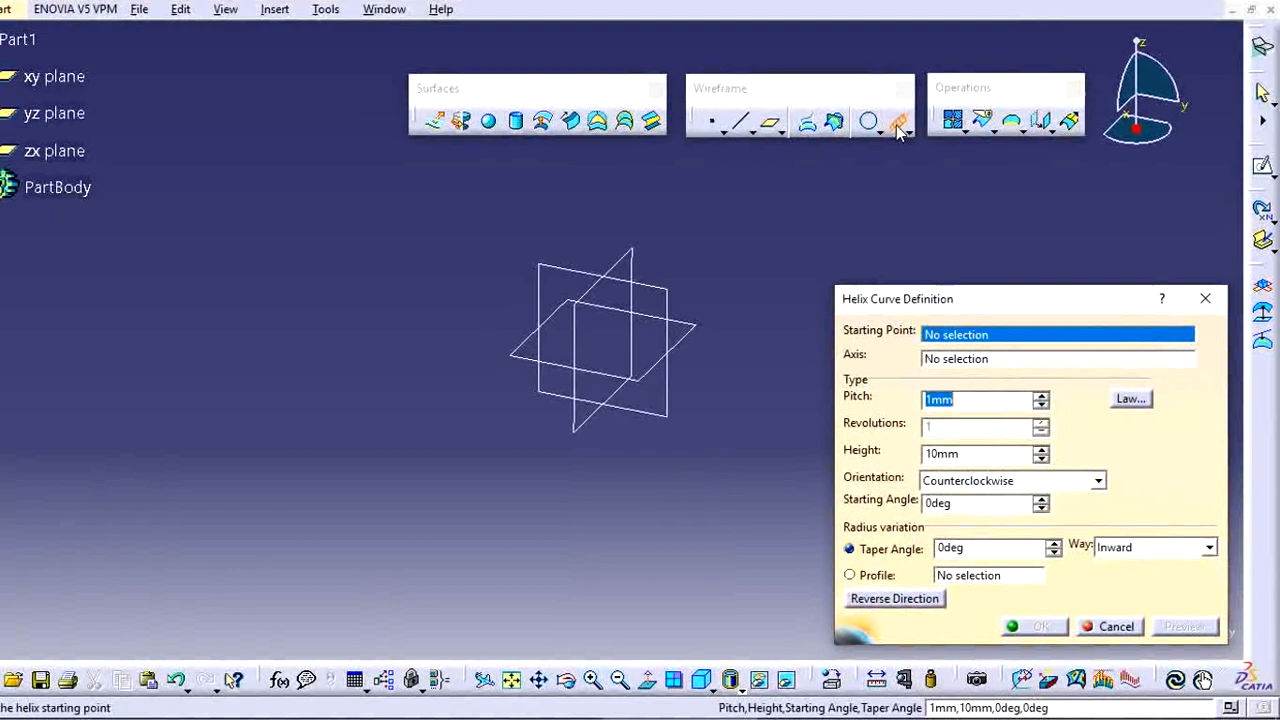 art ENOVIA V5 VPM File Edit View Insert Tools Window Help
Part1
xy plane
yz plane
zx plane
PartBody
Surfaces
Wireframe
Operations
z
y
x
Helix Curve Definition ?
Starting Point: No selection
Axis: No selection
Type
Pitch: 1mm Law...
Revolutions: 1
Height: 10mm
Orientation: Counterclockwise
Starting Angle: 0deg
Radius variation
Taper Angle: 0deg Way: Inward
Profile: No selection
Reverse Direction
OK Cancel Preview
y
f(x)
CATIA
the helix starting point Pitch,Height,Starting Angle,Taper Angle 1mm,10mm,0deg,0deg